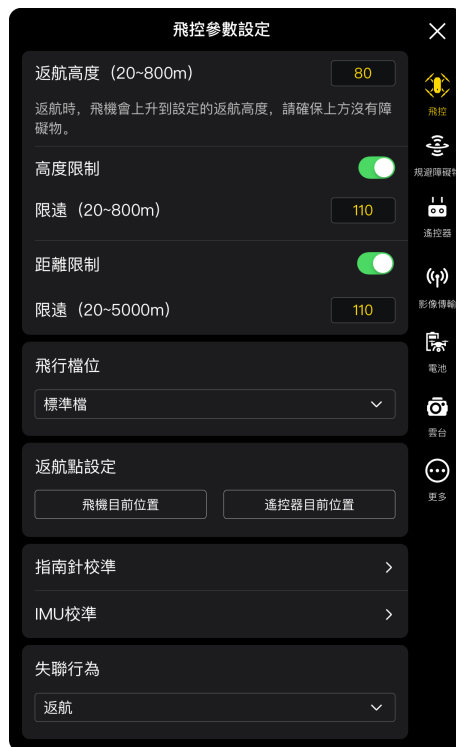 飛控參數設定
返航高度（20~800m）
80
返航時，飛機會上升到設定的返航高度，請確保上方沒有障
礙物。
高度限制
限遠（20~800m）
110
距離限制
限遠（20~5000m）
110
飛行檔位
標準檔
返航點設定
飛機目前位置
遙控器目前位置
指南針校準
IMU校準
失聯行為
返航
飛控
規避障礙物
遙控器
影像傳輸
電池
雲台
更多